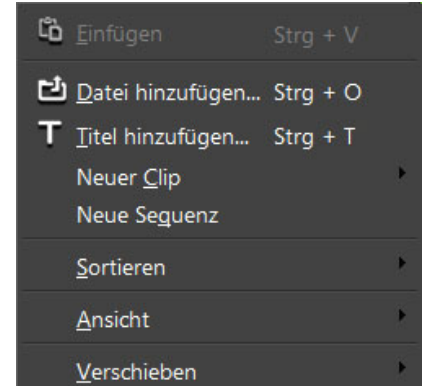 Einfügen Strg + V
Datei hinzufügen... Strg + O
Titel hinzufügen... Strg + T
Neuer Clip
Neue Sequenz
Sortieren
Ansicht
Verschieben